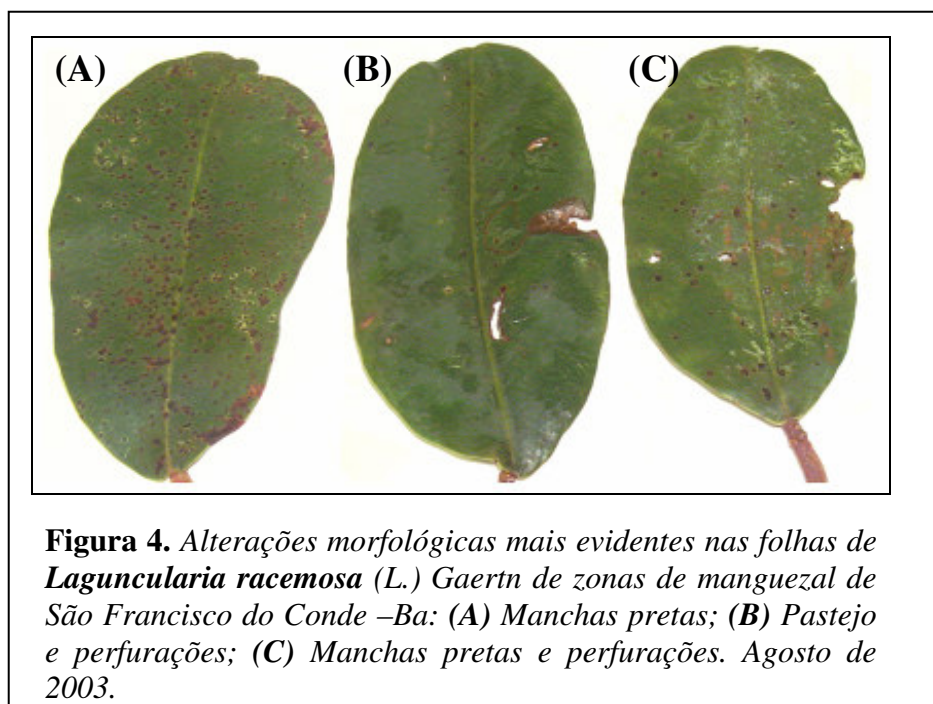 (A) (B) (C)
Figura 4. Alterações morfológicas mais evidentes nas folhas de
Laguncularia racemosa (L.) Gaertn de zonas de manguezal de
São Francisco do Conde –Ba: (A) Manchas pretas; (B) Pastejo
e perfurações; (C) Manchas pretas e perfurações. Agosto de
2003.